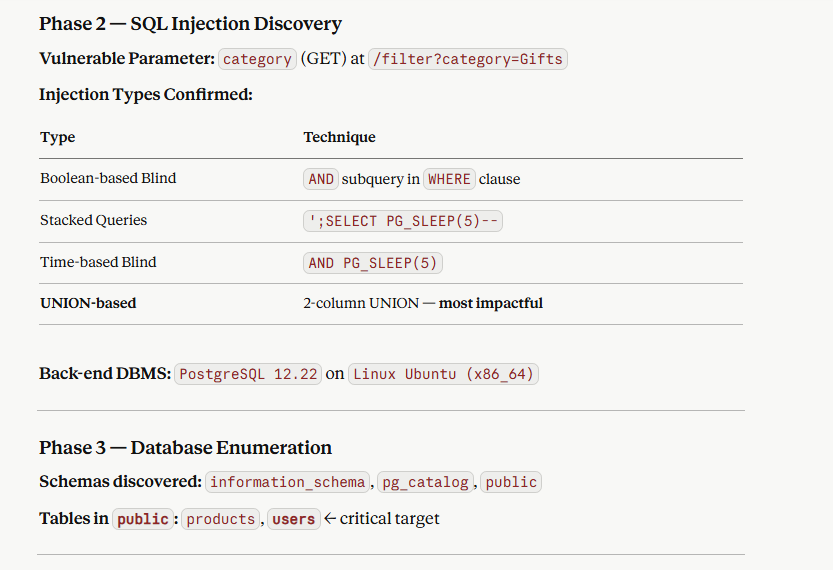 Phase 2 — SQL Injection Discovery
Vulnerable Parameter: category (GET) at /filter?category=Gifts
Injection Types Confirmed:
Type Technique
Boolean-based Blind AND subquery in WHERE clause
Stacked Queries ';SELECT PG_SLEEP(5)--
Time-based Blind AND PG_SLEEP(5)
UNION-based 2-column UNION — most impactful
Back-end DBMS: PostgreSQL 12.22 on Linux Ubuntu (x86_64)
Phase 3 — Database Enumeration
Schemas discovered: information_schema, pg_catalog, public
Tables in public: products, users ← critical target